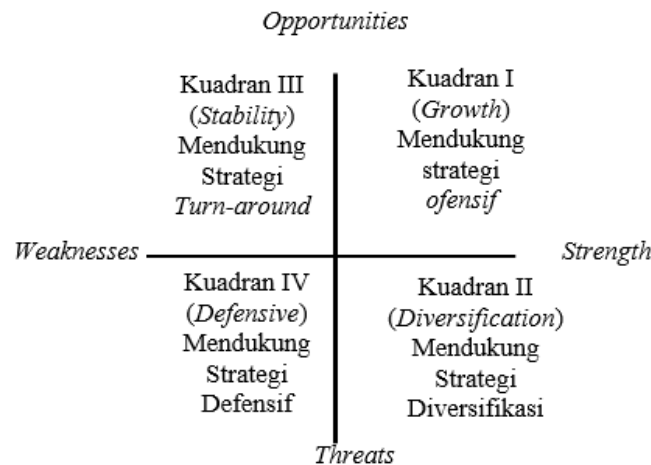 Opportunities
Kuadran III
(Stability)
Mendukung
Strategi
Turn-around
Kuadran I
(Growth)
Mendukung
strategi
ofensif
Weaknesses
Strength
Kuadran IV
(Defensive)
Mendukung
Strategi
Defensif
Kuadran II
(Diversification)
Mendukung
Strategi
Diversifikasi
Threats